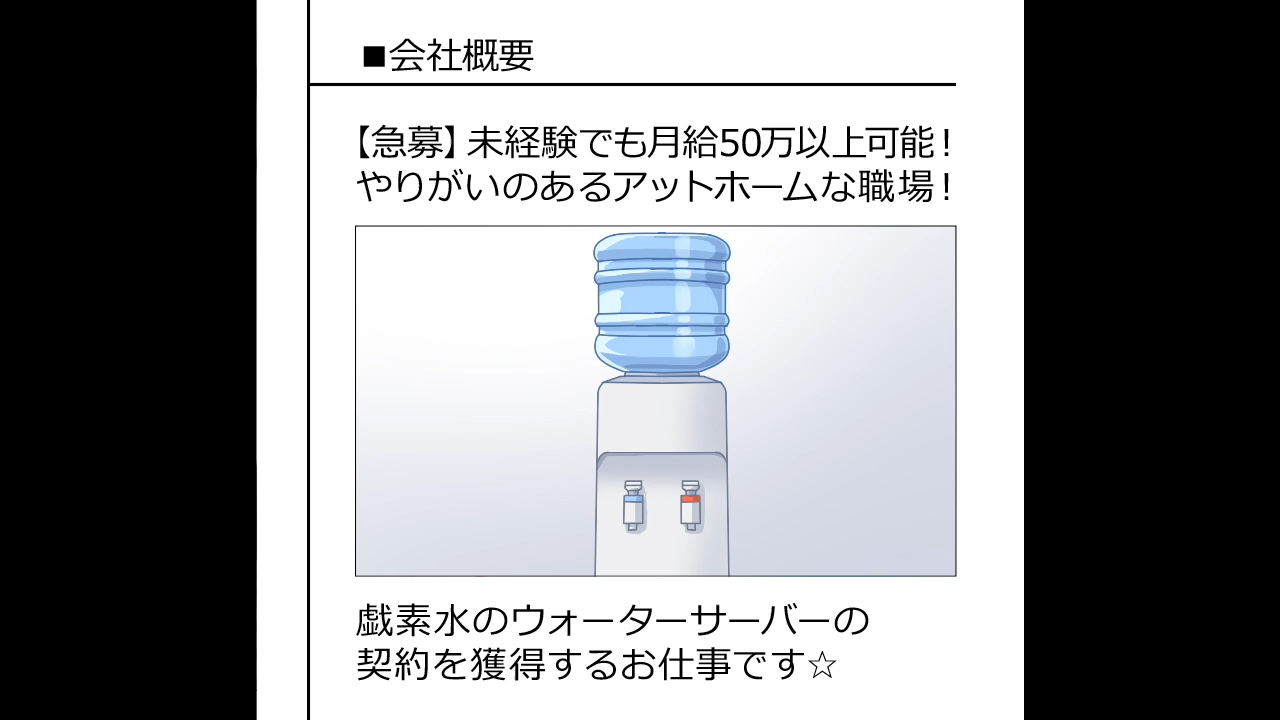 ■会社概要
【急募】未経験でも月給50万以上可能！
やりがいのあるアットホームな職場！
戯素水のウォーターサーバーの
契約を獲得するお仕事です☆